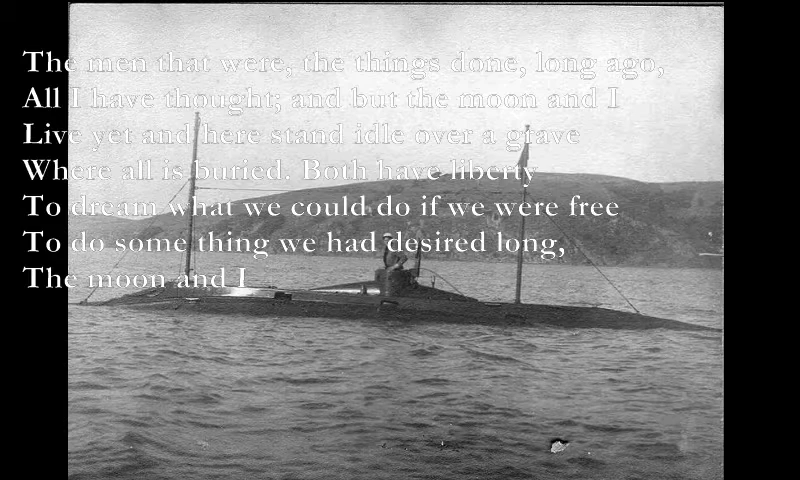 The men that were, the things done, long ago,
All I have thought; and but the moon and I
Live yet and here stand idle over a grave
Where all is buried. Both have liberty
To dream what we could do if we were free
To do some thing we had desired long,
The moon and I